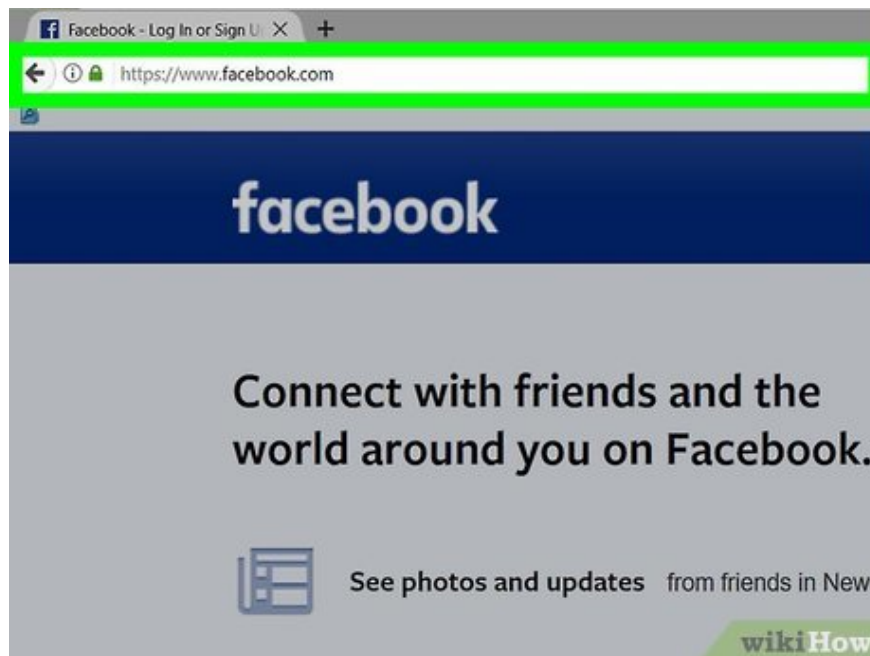 Facebook - Log In or Sign U
https://www.facebook.com
facebook
Connect with friends and the
world around you on Facebook.
See photos and updates from friends in New
wikiHow